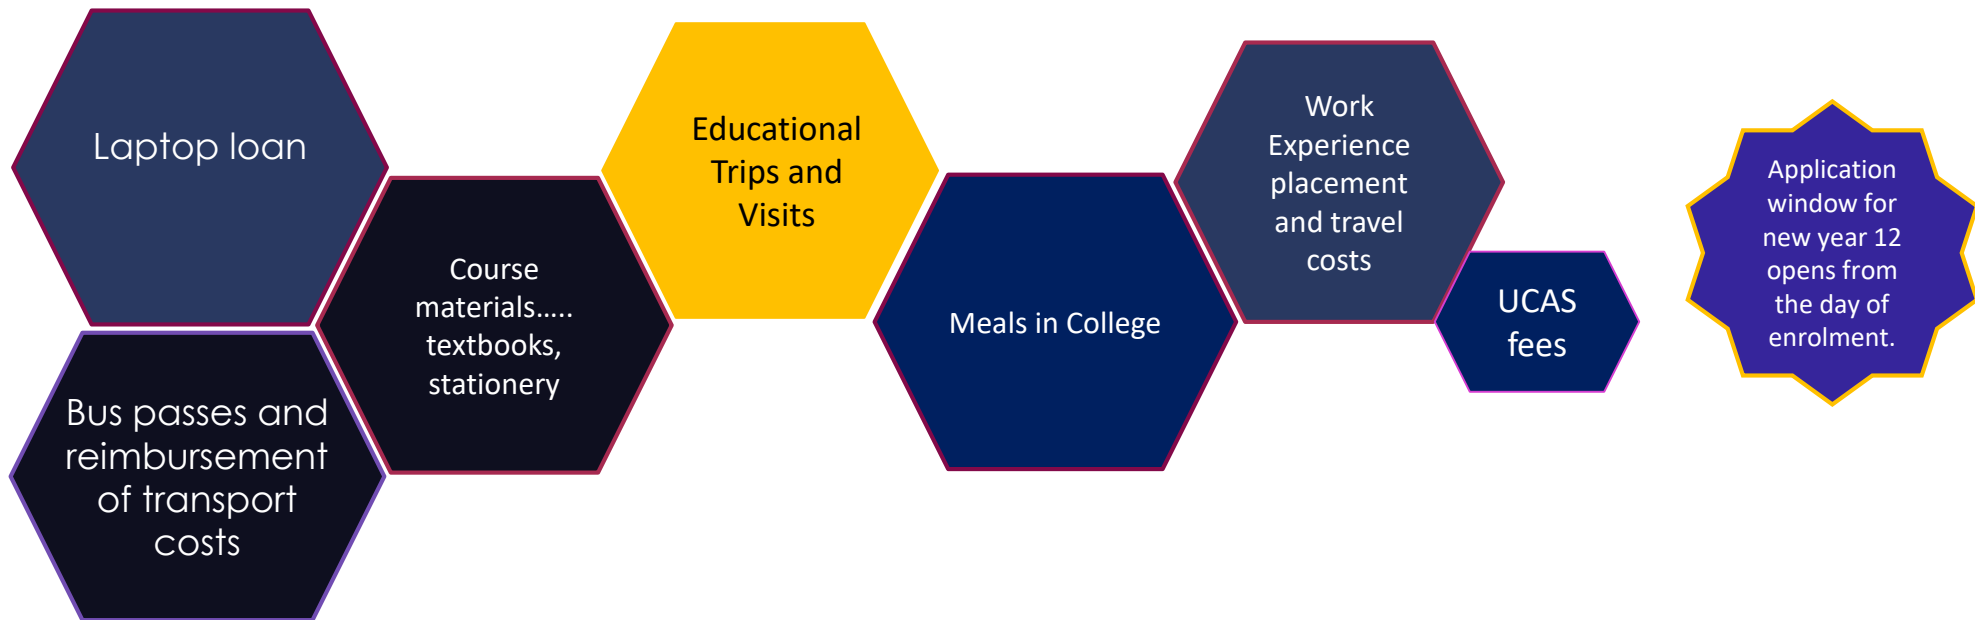 Laptop loan
Bus passes and
reimbursement
of transport
costs
Course
materials.....
textbooks,
stationery
Educational
Trips and
Visits
Meals in College
Work
Experience
placement
and travel
costs
UCAS
fees
Application
window for
new year 12
opens from
the day of
enrolment.